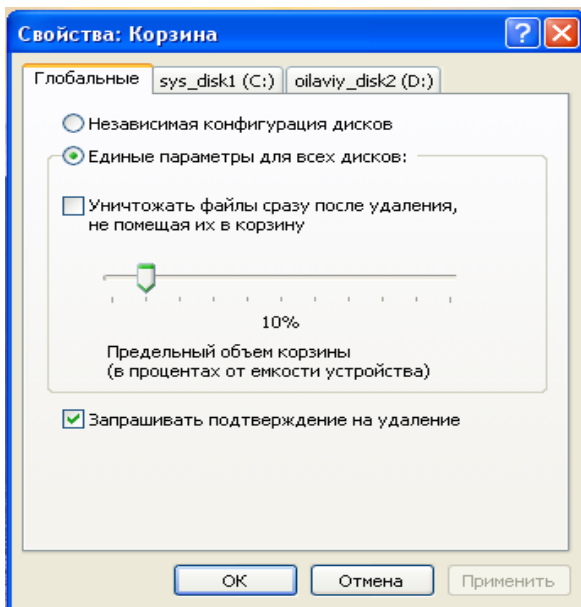 Свойства: Корзина
Глобальные sys_disk1 (C:) oilaviy_disk2 (D:)
Независимая конфигурация дисков
Единые параметры для всех дисков:
Уничтожать файлы сразу после удаления,
не помещая их в корзину
10%
Предельный объем корзины
(в процентах от емкости устройства)
Запрашивать подтверждение на удаление
ОК Отмена Применить